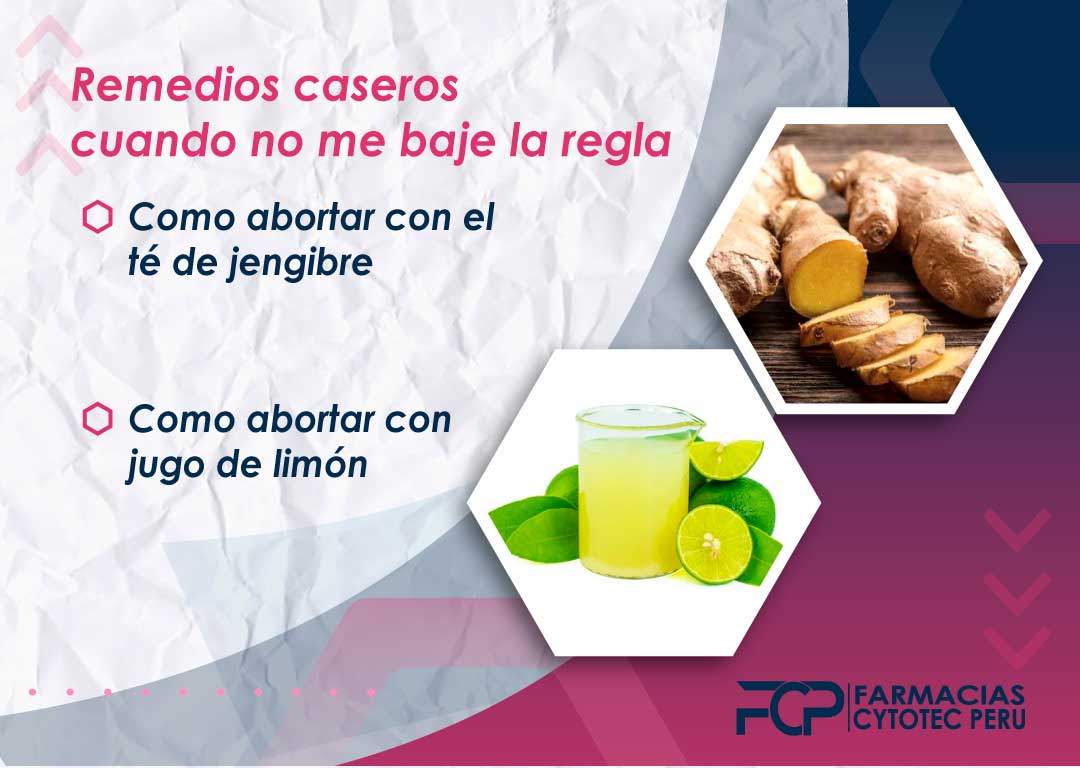 Remedios caseros
cuando no me baje la regla
Como abortar con el
té de jengibre
Como abortar con
jugo de limón
FCP
FARMACIAS
CYTOTEC PERU